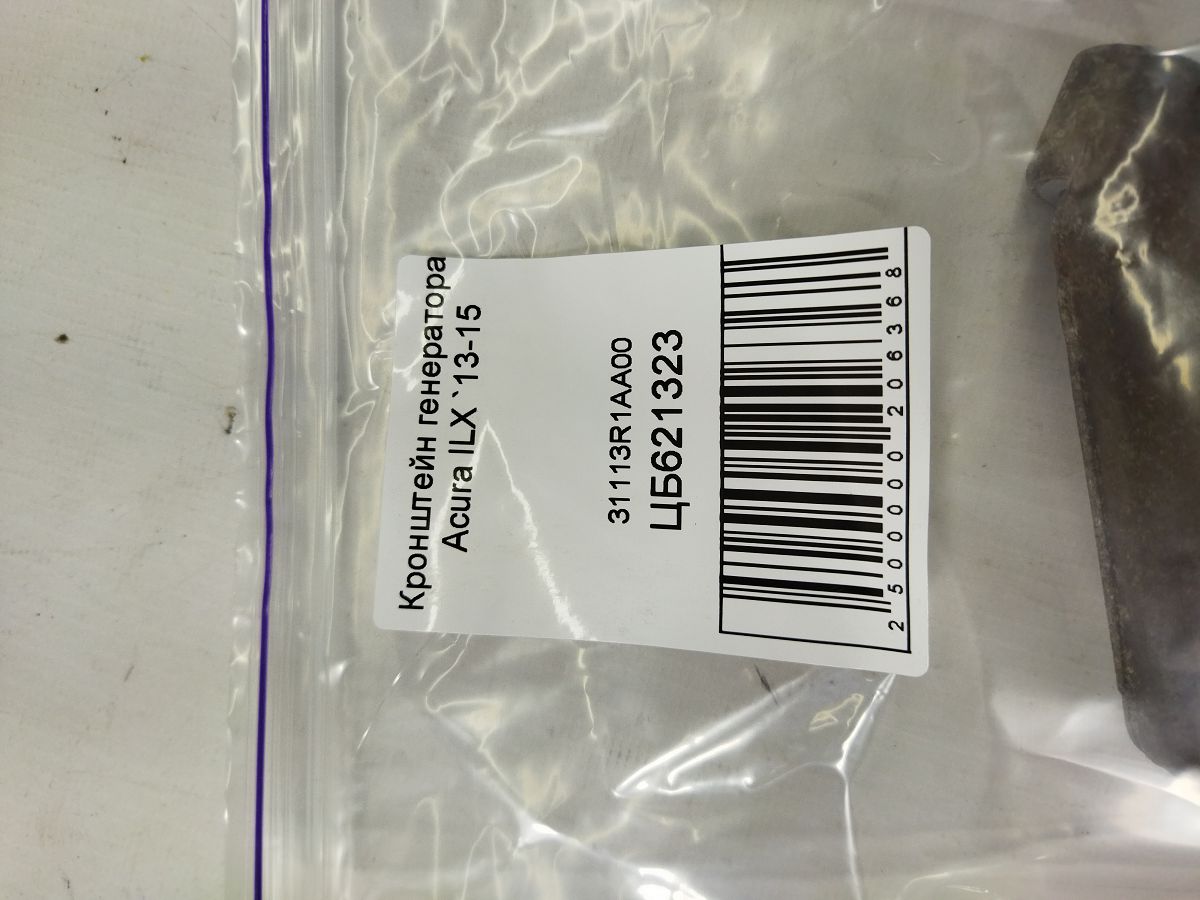 Кронштейн генератора
Acura ILX `13-15
31113R1AA00
ЦБ621323
2500000206368